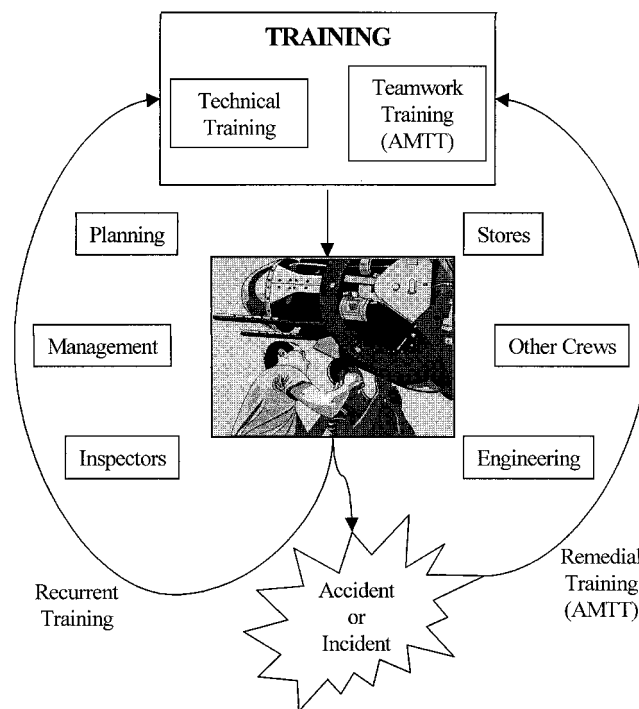 TRAINING
Technical
Training
Teamwork
Training
(AMTT)
Planning
Stores
Management
Other Crews
Inspectors
Engineering
Recurrent
Training
Accident
or
Incident
Remedial
Training
(AMTT)